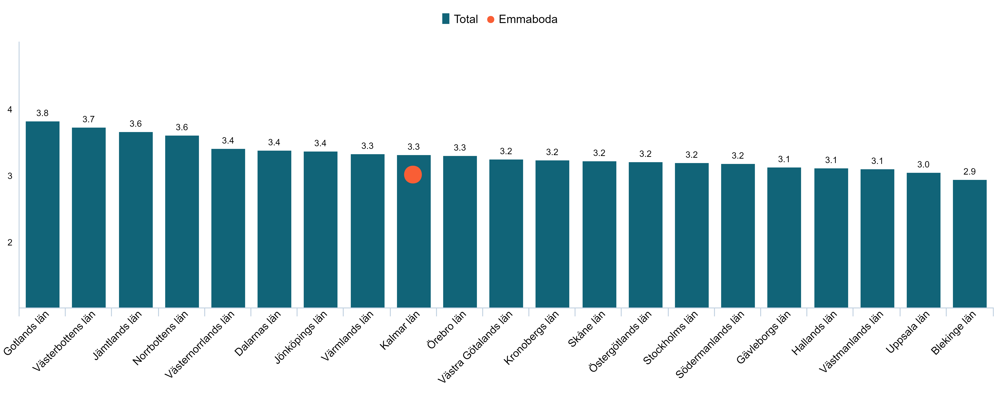 Total Emmaboda
4
3
2
3.8 3.7 3.6 3.6 3.4 3.4 3.4 3.3 3.3 3.3 3.2 3.2 3.2 3.2 3.2 3.2 3.1 3.1 3.1 3.0 2.9
Gotlands län
Västerbottens län
Jämtlands län
Norrbottens län
Västernorrlands län
Dalarnas län
Jönköpings län
Värmlands län
Kalmar län
Örebro län
Västra Götalands län
Kronobergs län
Skåne län
Östergötlands län
Stockholms län
Södermanlands län
Gävleborgs län
Hallands län
Västmanlands län
Uppsala län
Blekinge län